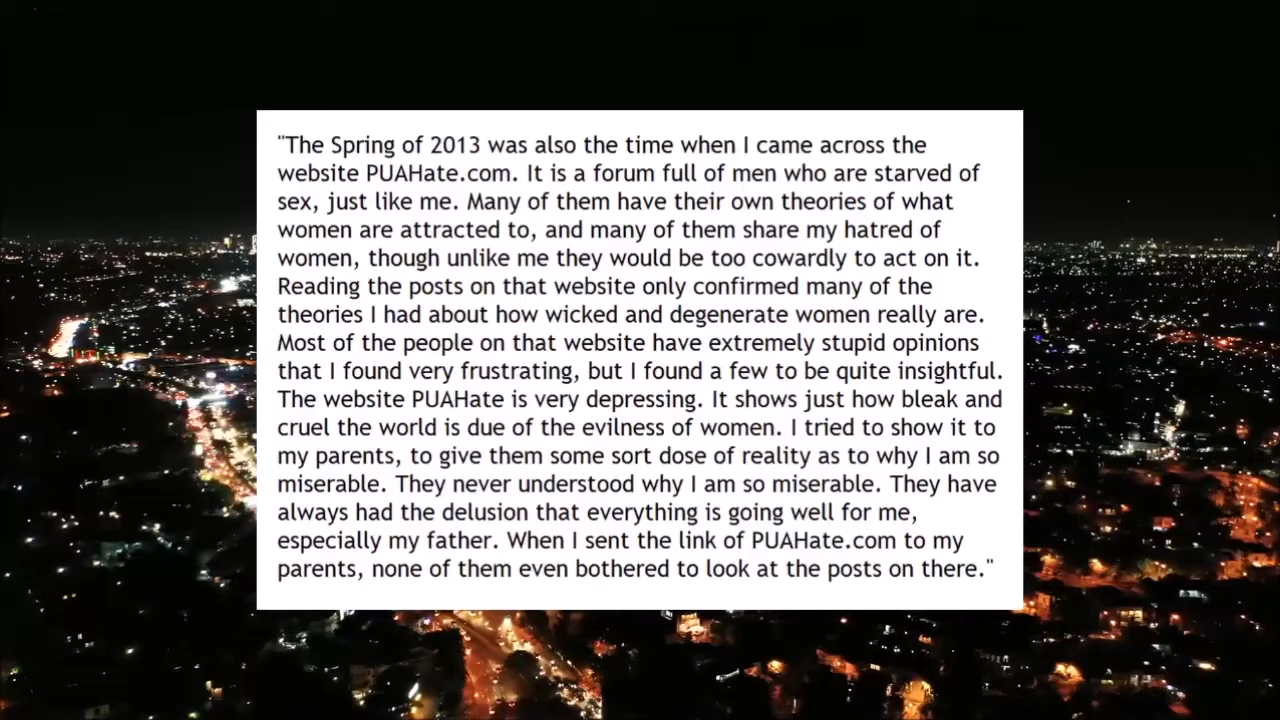 "The Spring of 2013 was also the time when I came across the
website PUAHate.com. It is a forum full of men who are starved of
sex, just like me. Many of them have their own theories of what
women are attracted to, and many of them share my hatred of
women, though unlike me they would be too cowardly to act on it.
Reading the posts on that website only confirmed many of the
theories I had about how wicked and degenerate women really are.
Most of the people on that website have extremely stupid opinions
that I found very frustrating, but I found a few to be quite insightful.
The website PUAHate is very depressing. It shows just how bleak and
cruel the world is due of the evilness of women. I tried to show it to
my parents, to give them some sort dose of reality as to why I am so
miserable. They never understood why I am so miserable. They have
always had the delusion that everything is going well for me,
especially my father. When I sent the link of PUAHate.com to my
parents, none of them even bothered to look at the posts on there."